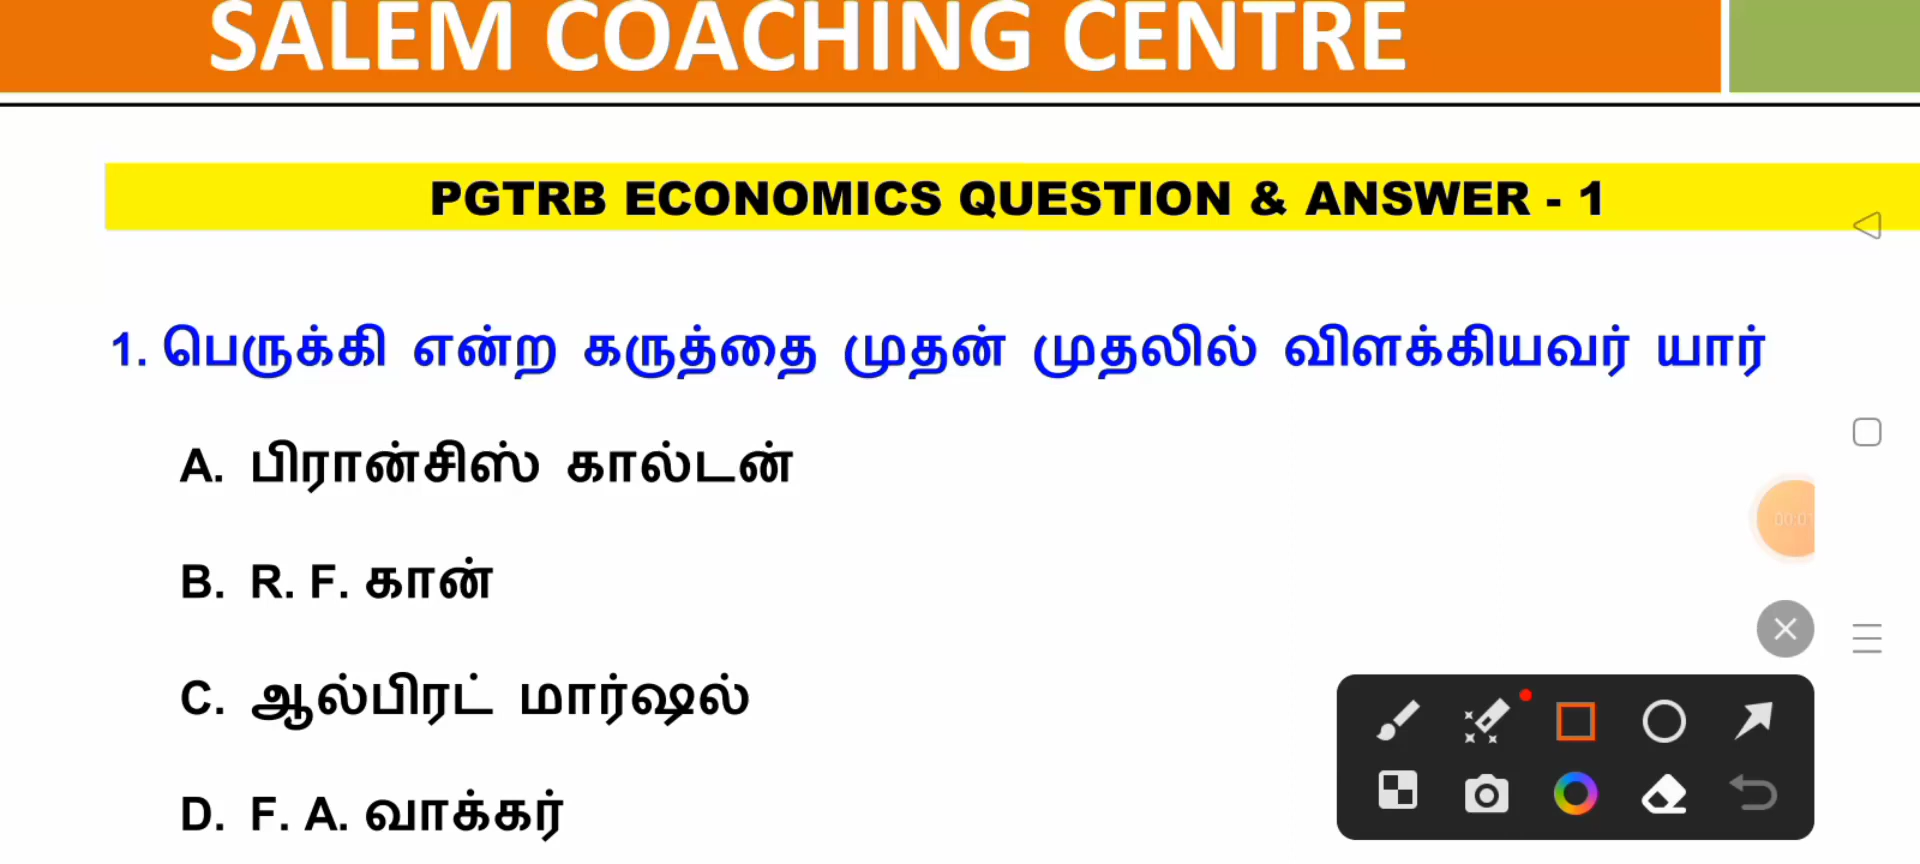 SALEM COACHING CENTRE
PGTRB ECONOMICS QUESTION & ANSWER - 1
1. பெருக்கி என்ற கருத்தை முதன் முதலில் விளக்கியவர் யார்
A. பிரான்சிஸ் கால்டன்
B. R. F. கான்
C. ஆல்பிரட் மார்ஷல்
D. F. A. வாக்கர்